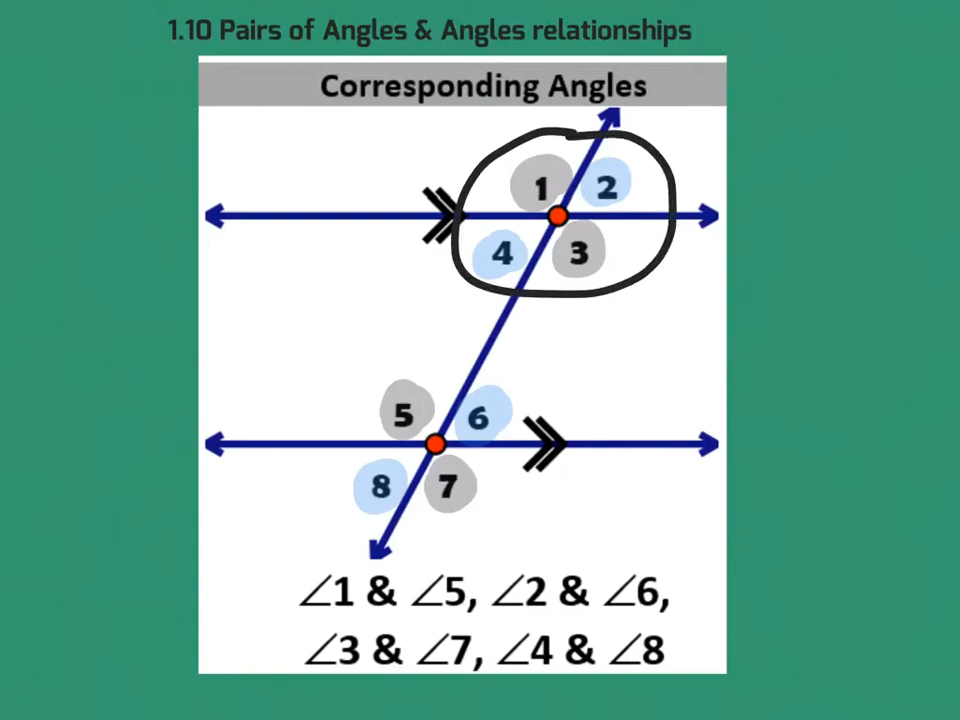 1.10 Pairs of Angles & Angles relationships
Corresponding Angles
1 2
4 3
5 6
8 7
∠1 & ∠5, ∠2 & ∠6,
∠3 & ∠7, ∠4 & ∠8